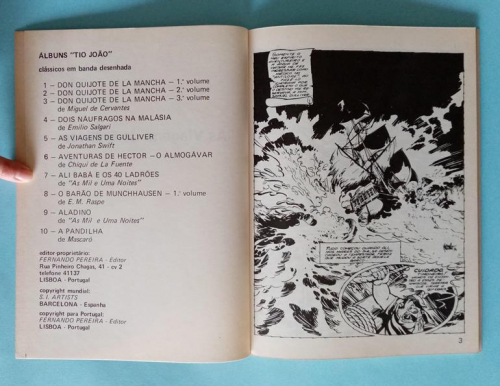 ÁLBUNS "TIO JOÃO"
clássicos em banda desenhada
1 — DON QUIJOTE DE LA MANCHA — 1.º volume
2 — DON QUIJOTE DE LA MANCHA — 2.º volume
3 — DON QUIJOTE DE LA MANCHA — 3.º volume
de Miguel de Cervantes
4 — DOIS NÁUFRAGOS NA MALÁSIA
de Emilio Salgari
5 — AS VIAGENS DE GULLIVER
de Jonathan Swift
6 — AVENTURAS DE HECTOR — O ALMOGÁVAR
de Chiqui de La Fuente
7 — ALI BABÁ E OS 40 LADRÕES
de "As Mil e Uma Noites"
8 — O BARÃO DE MUNCHHAUSEN — 1.º volume
de E. M. Raspe
9 — ALADINO
de "As Mil e Uma Noites"
10 — A PANDILHA
de Mascaró
editor-proprietário:
FERNANDO PEREIRA - Editor
Rua Pinheiro Chagas, 41 - cv 2
telefone 41137
LISBOA - Portugal
copyright mundial:
S. I. ARTISTS
BARCELONA - Espanha
copyright para Portugal:
FERNANDO PEREIRA - Editor
LISBOA - Portugal
TUDO COMEÇOU QUANDO
CUIDADO
3